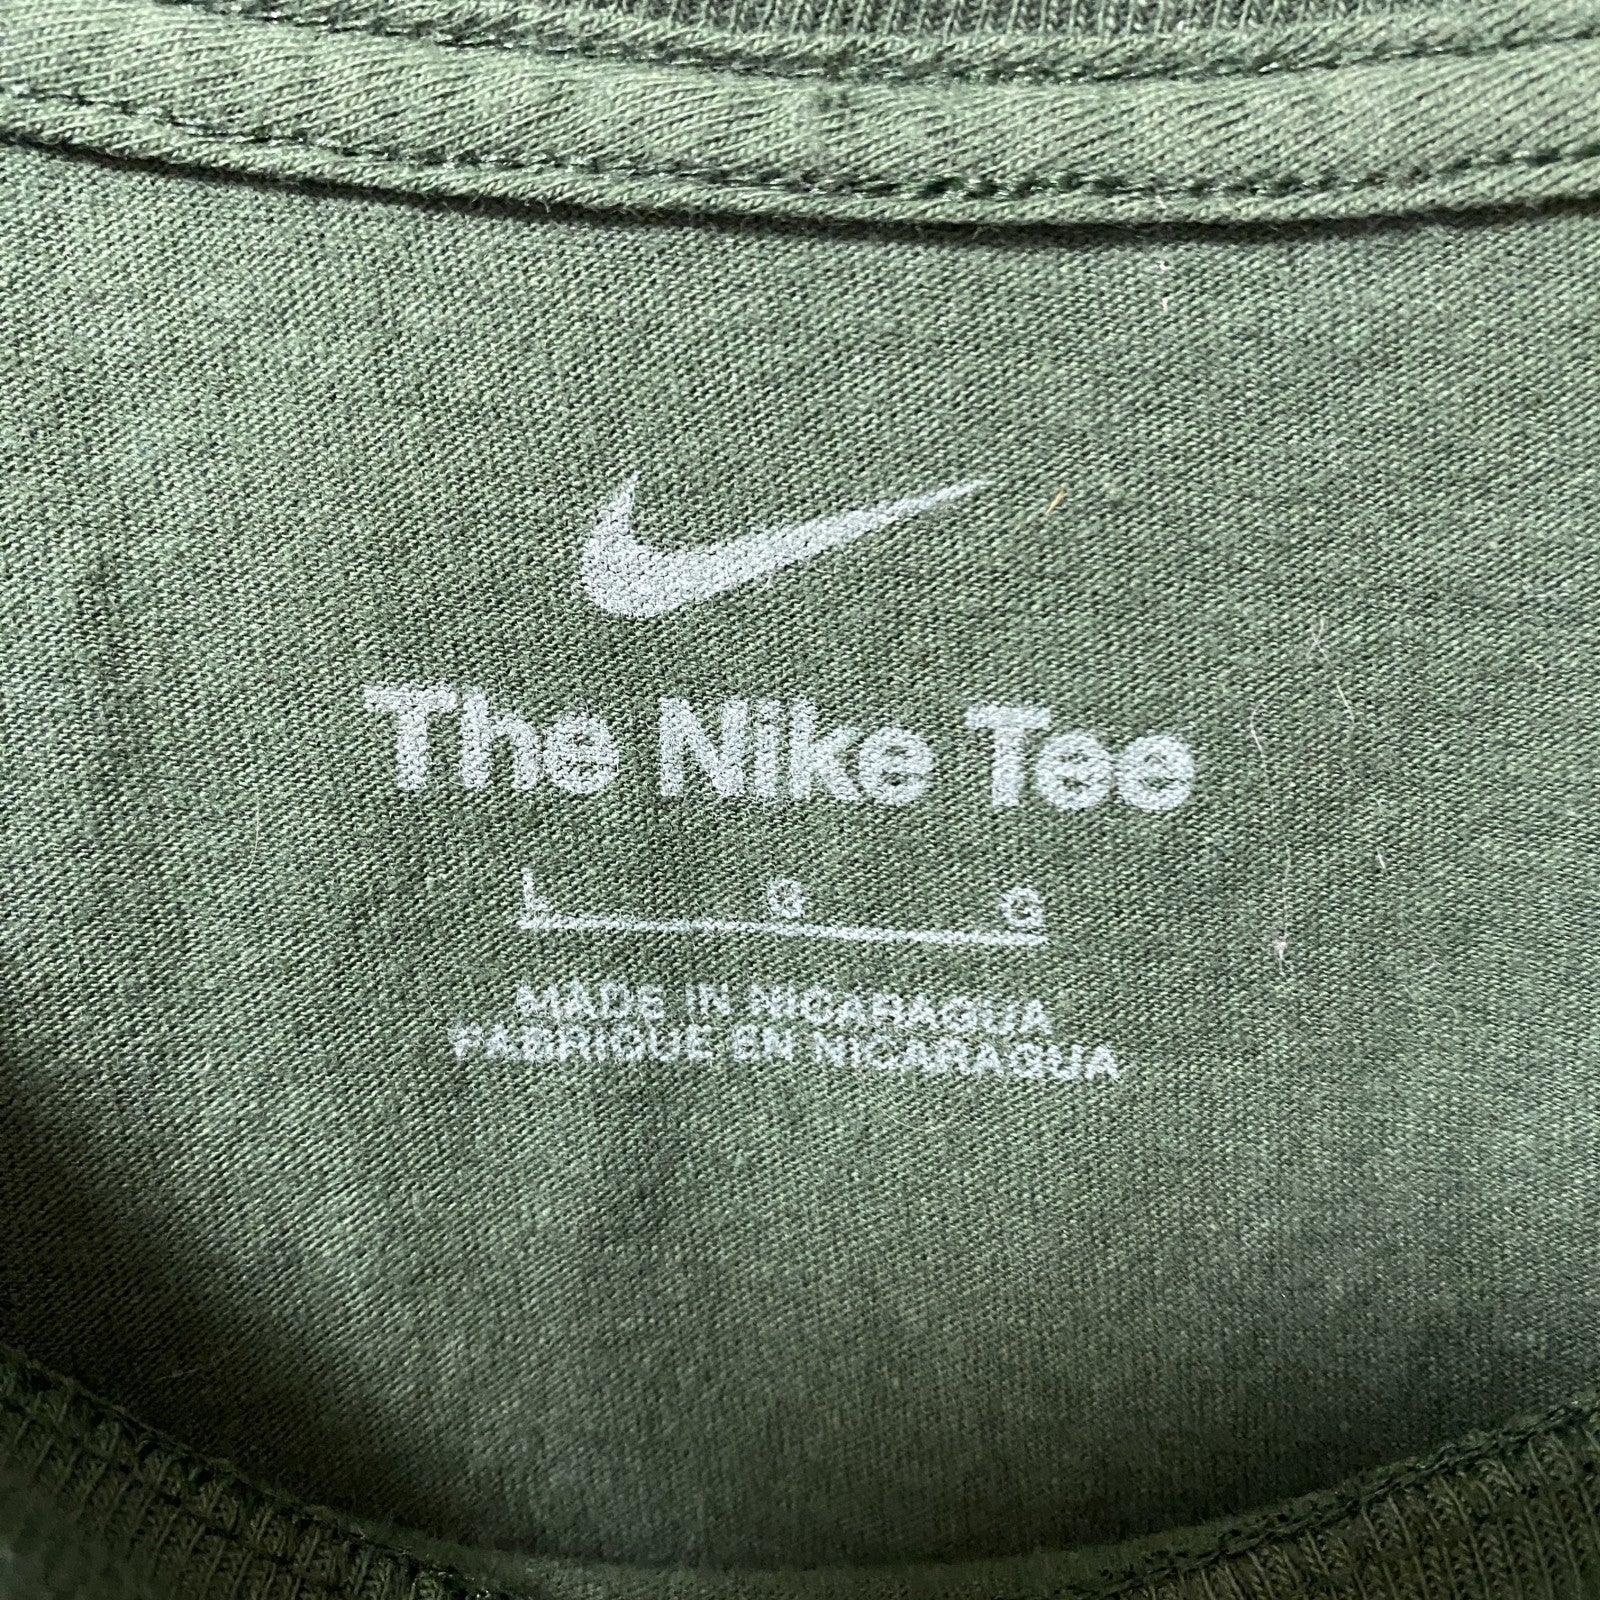 The Nike Tee
L G G
MADE IN NICARAGUA
FABRIQUE EN NICARAGUA